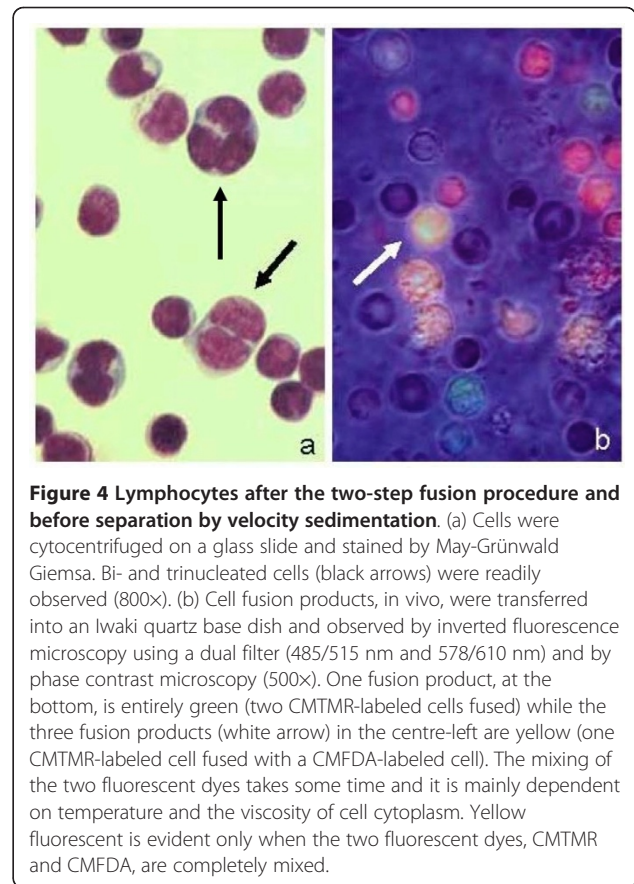 a
b
Figure 4 Lymphocytes after the two-step fusion procedure and
before separation by velocity sedimentation. (a) Cells were
cytocentrifuged on a glass slide and stained by May-Grünwald
Giemsa. Bi- and trinucleated cells (black arrows) were readily
observed (800×). (b) Cell fusion products, in vivo, were transferred
into an Iwaki quartz base dish and observed by inverted fluorescence
microscopy using a dual filter (485/515 nm and 578/610 nm) and by
phase contrast microscopy (500×). One fusion product, at the
bottom, is entirely green (two CMTMR-labeled cells fused) while the
three fusion products (white arrow) in the centre-left are yellow (one
CMTMR-labeled cell fused with a CMFDA-labeled cell). The mixing of
the two fluorescent dyes takes some time and it is mainly dependent
on temperature and the viscosity of cell cytoplasm. Yellow
fluorescent is evident only when the two fluorescent dyes, CMTMR
and CMFDA, are completely mixed.